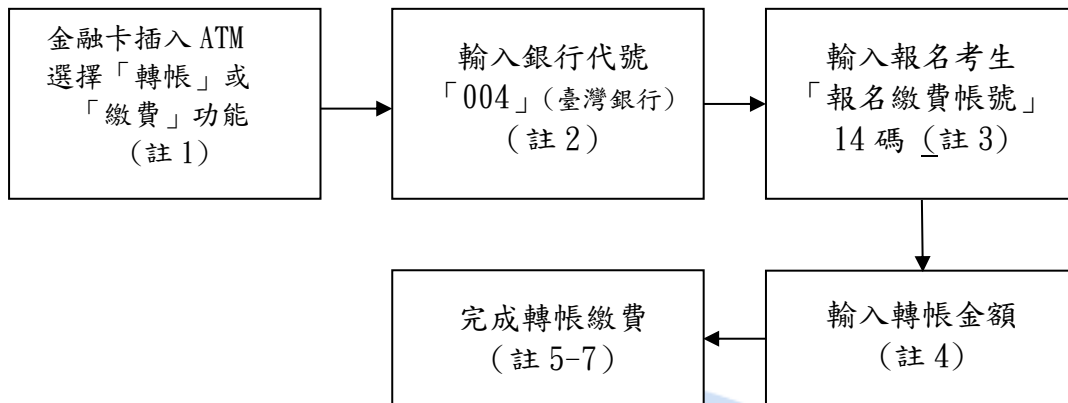 金融卡插入 ATM
選擇「轉帳」或
「繳費」功能
(註 1)
輸入銀行代號
「004」(臺灣銀行)
(註 2)
輸入報名考生
「報名繳費帳號」
14 碼 (註 3)
輸入轉帳金額
(註 4)
完成轉帳繳費
(註 5-7)